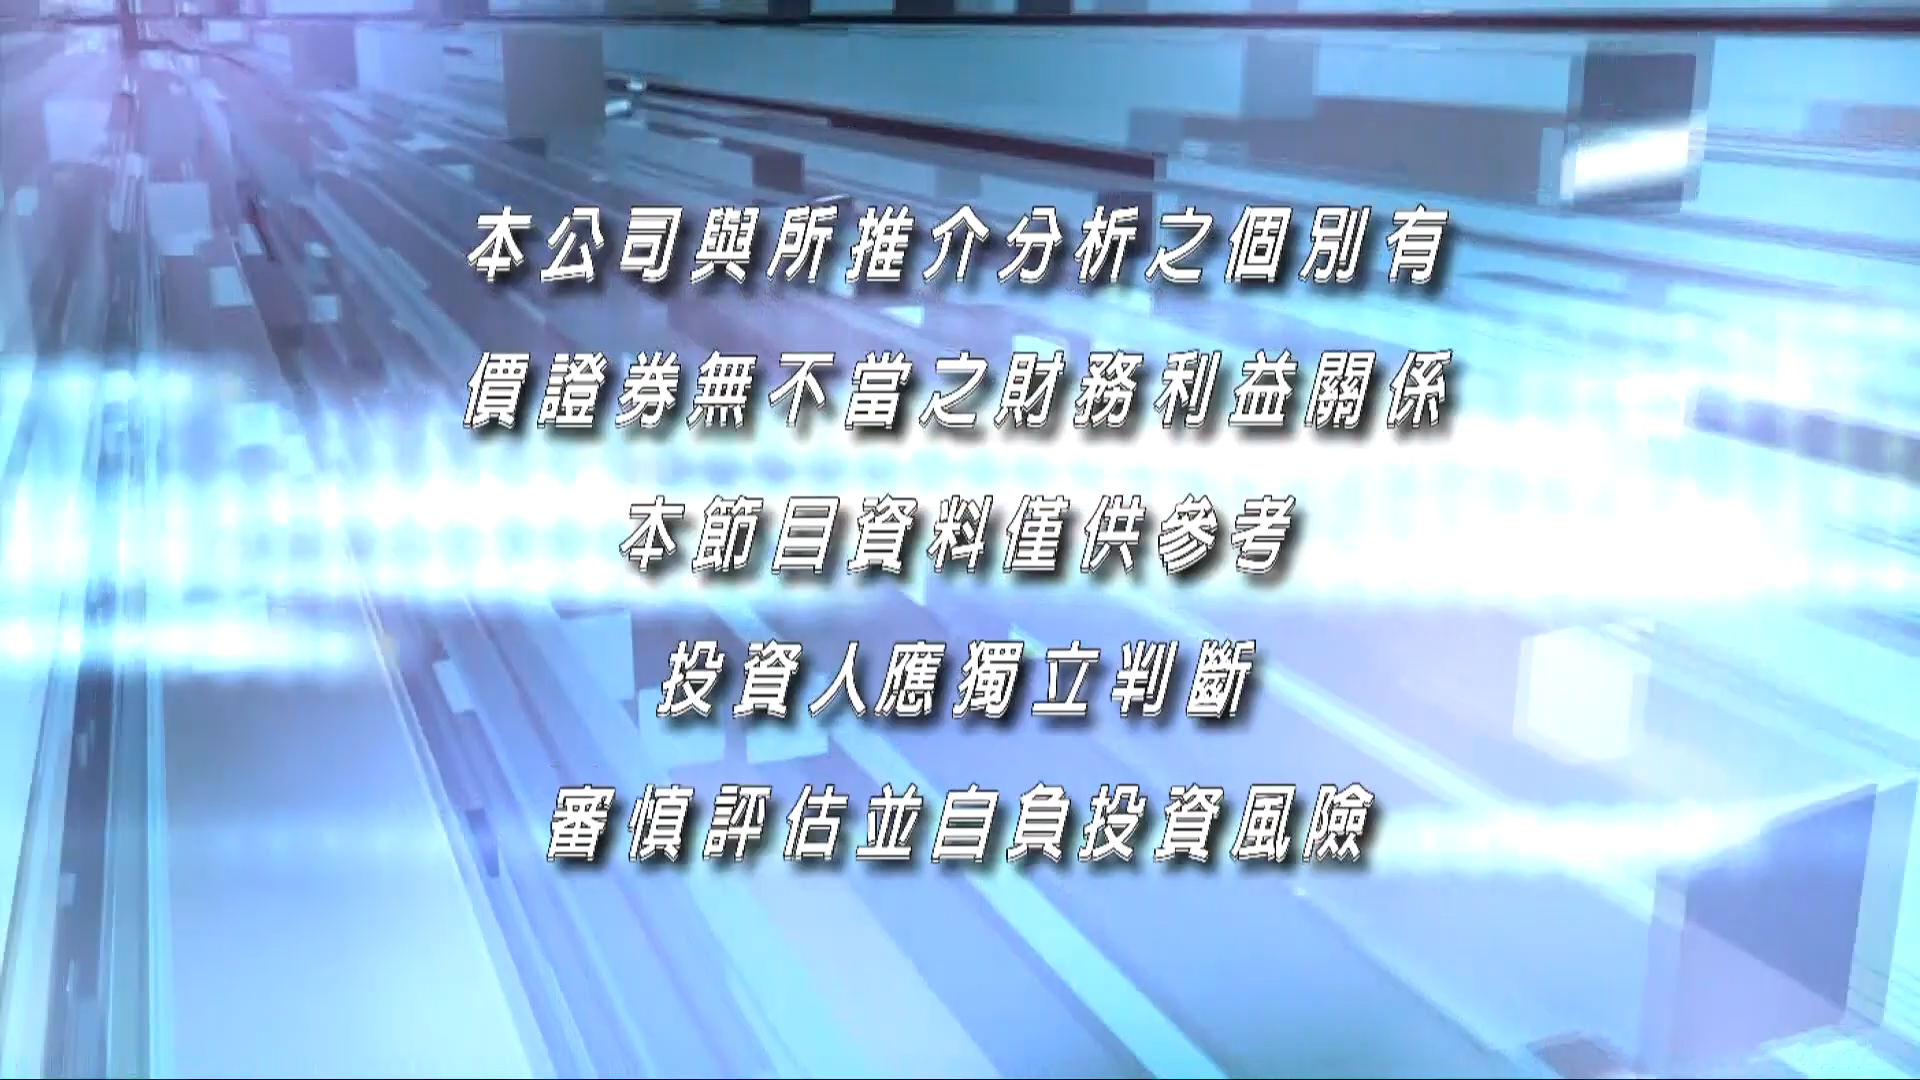 本公司與所推介分析之個別有
價證券無不當之財務利益關係
本節目資料僅供參考
投資人應獨立判斷
審慎評估並自負投資風險